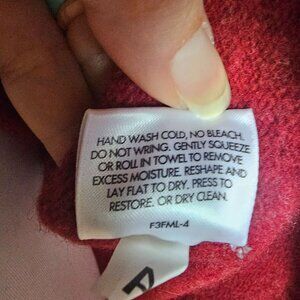 HAND WASH COLD, NO BLEACH.
DO NOT WRING. GENTLY SQUEEZE
OR ROLL IN TOWEL TO REMOVE
EXCESS MOISTURE. RESHAPE AND
LAY FLAT TO DRY. PRESS TO
RESTORE. OR DRY CLEAN.
F3FML-4